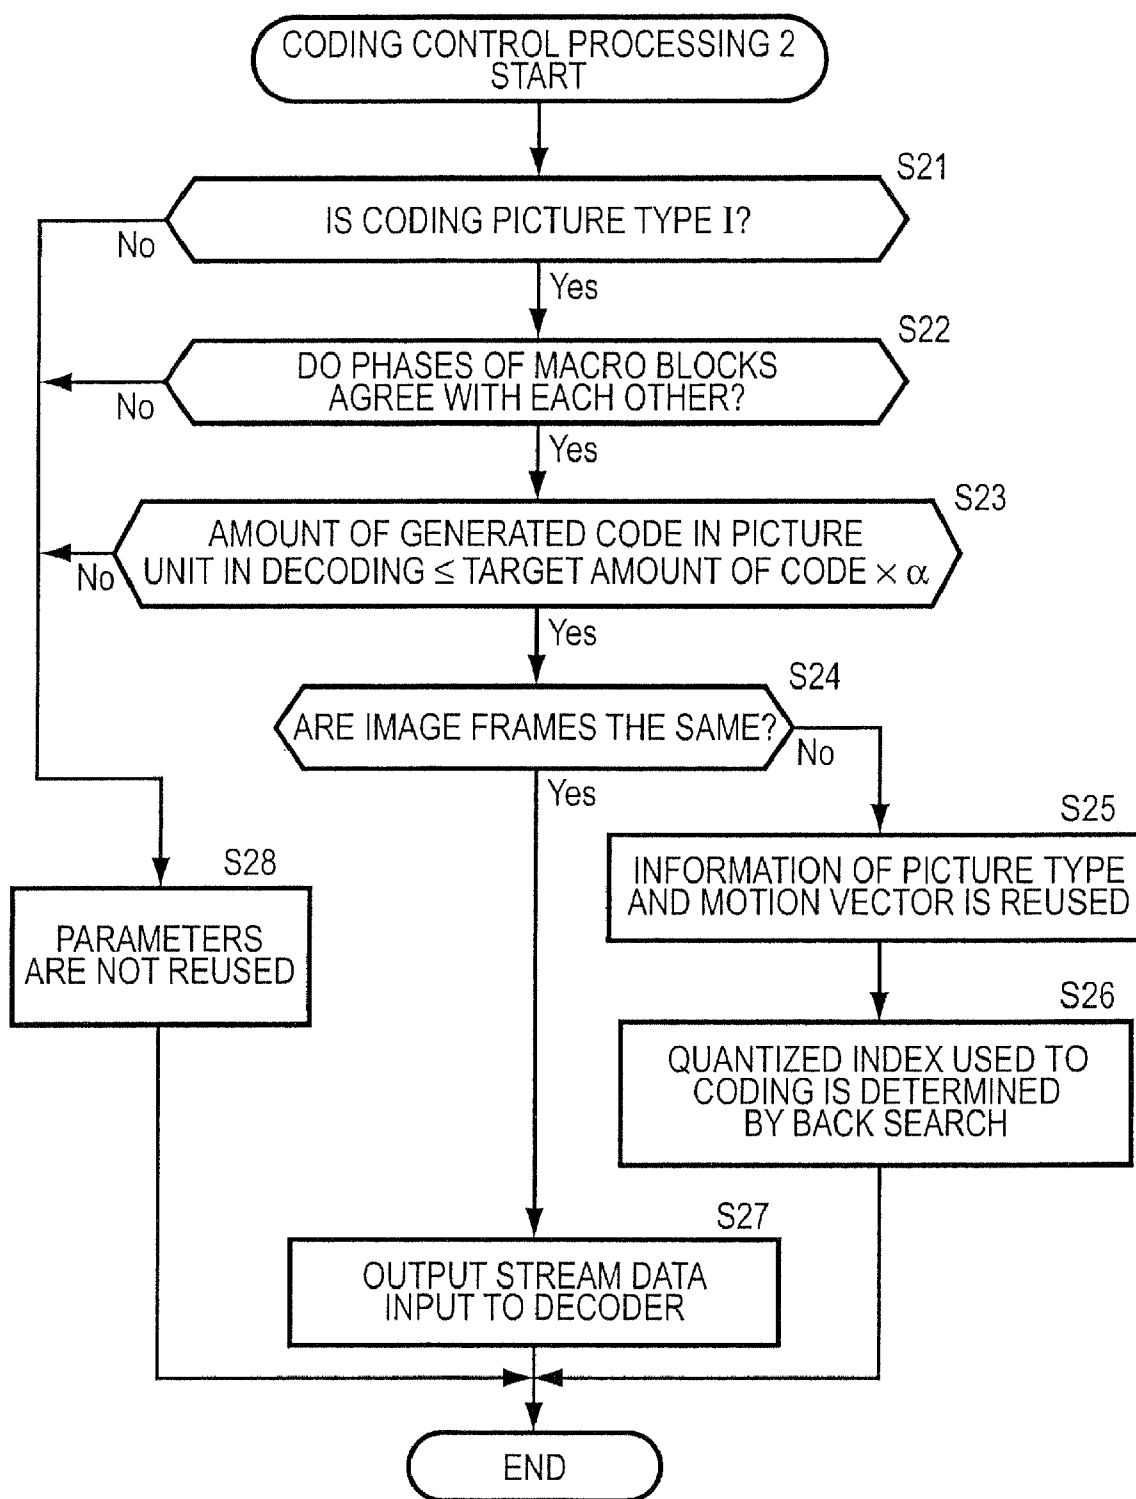 CODING CONTROL PROCESSING 2
START
S21
IS CODING PICTURE TYPE I?
No
Yes
S22
DO PHASES OF MACRO BLOCKS
AGREE WITH EACH OTHER?
No
Yes
S23
AMOUNT OF GENERATED CODE IN PICTURE
UNIT IN DECODING ≤ TARGET AMOUNT OF CODE × α
No
Yes
S24
ARE IMAGE FRAMES THE SAME?
No
Yes
S25
INFORMATION OF PICTURE TYPE
AND MOTION VECTOR IS REUSED
S28
PARAMETERS
ARE NOT REUSED
S26
QUANTIZED INDEX USED TO
CODING IS DETERMINED
BY BACK SEARCH
S27
OUTPUT STREAM DATA
INPUT TO DECODER
END